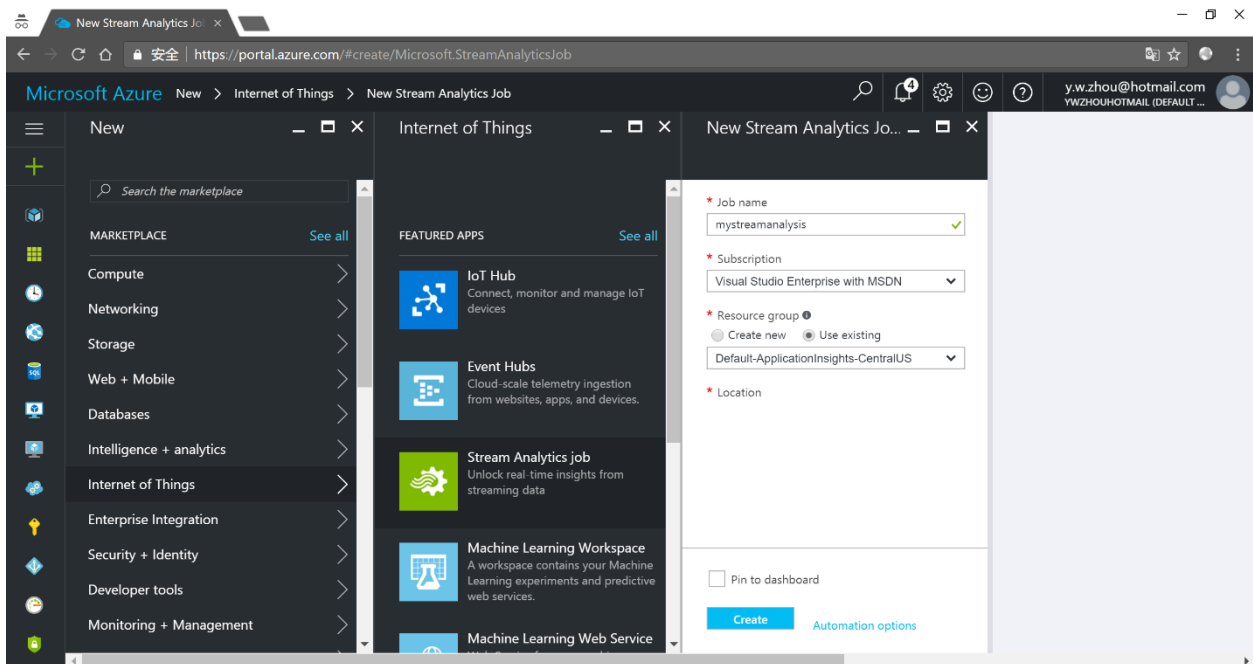 New Stream Analytics Jo
安全 https://portal.azure.com/#create/Microsoft.StreamAnalyticsJob
Microsoft Azure New > Internet of Things > New Stream Analytics Job
4
y.w.zhou@hotmail.com
YWZHOUHOTMAIL (DEFAULT ...
New
Search the marketplace
MARKETPLACE See all
Compute
Networking
Storage
Web + Mobile
Databases
Intelligence + analytics
Internet of Things
Enterprise Integration
Security + Identity
Developer tools
Monitoring + Management
Internet of Things
FEATURED APPS See all
IoT Hub
Connect, monitor and manage IoT
devices
Event Hubs
Cloud-scale telemetry ingestion
from websites, apps, and devices.
Stream Analytics job
Unlock real-time insights from
streaming data
Machine Learning Workspace
A workspace contains your Machine
Learning experiments and predictive
web services.
Machine Learning Web Service
New Stream Analytics Jo...
* Job name
mystreamanalysis
* Subscription
Visual Studio Enterprise with MSDN
* Resource group
Create new Use existing
Default-ApplicationInsights-CentralUS
* Location
Pin to dashboard
Create Automation options
SQL